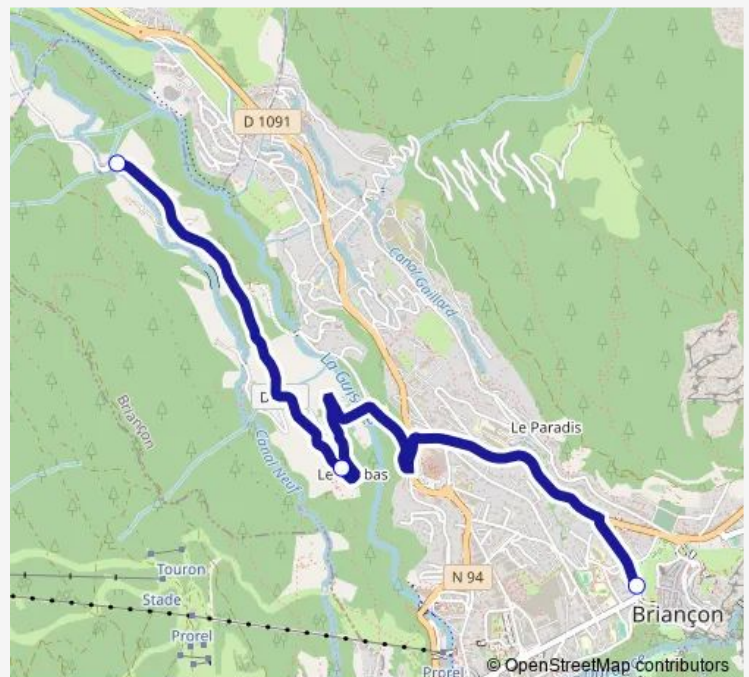 D 1091
Canal Gaillard
La Guis
D
Le Paradis
Le
bas
Briançon
Canal Neuf
Touron
Stade
Prorel
N 94
Briançon
Prorel
© OpenStreetMap contributors